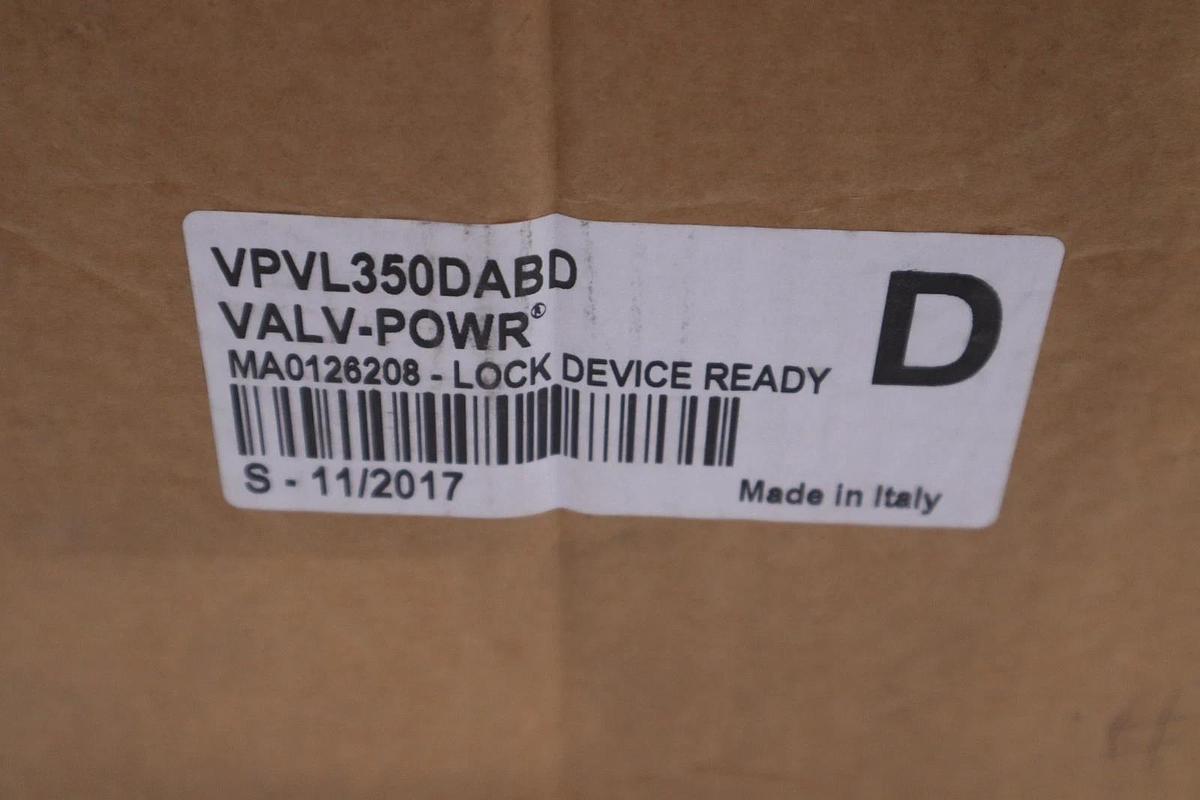 VPVL350DABD
VALV-POWR®
D
MA0126208 - LOCK DEVICE READY
S - 11/2017
Made in Italy